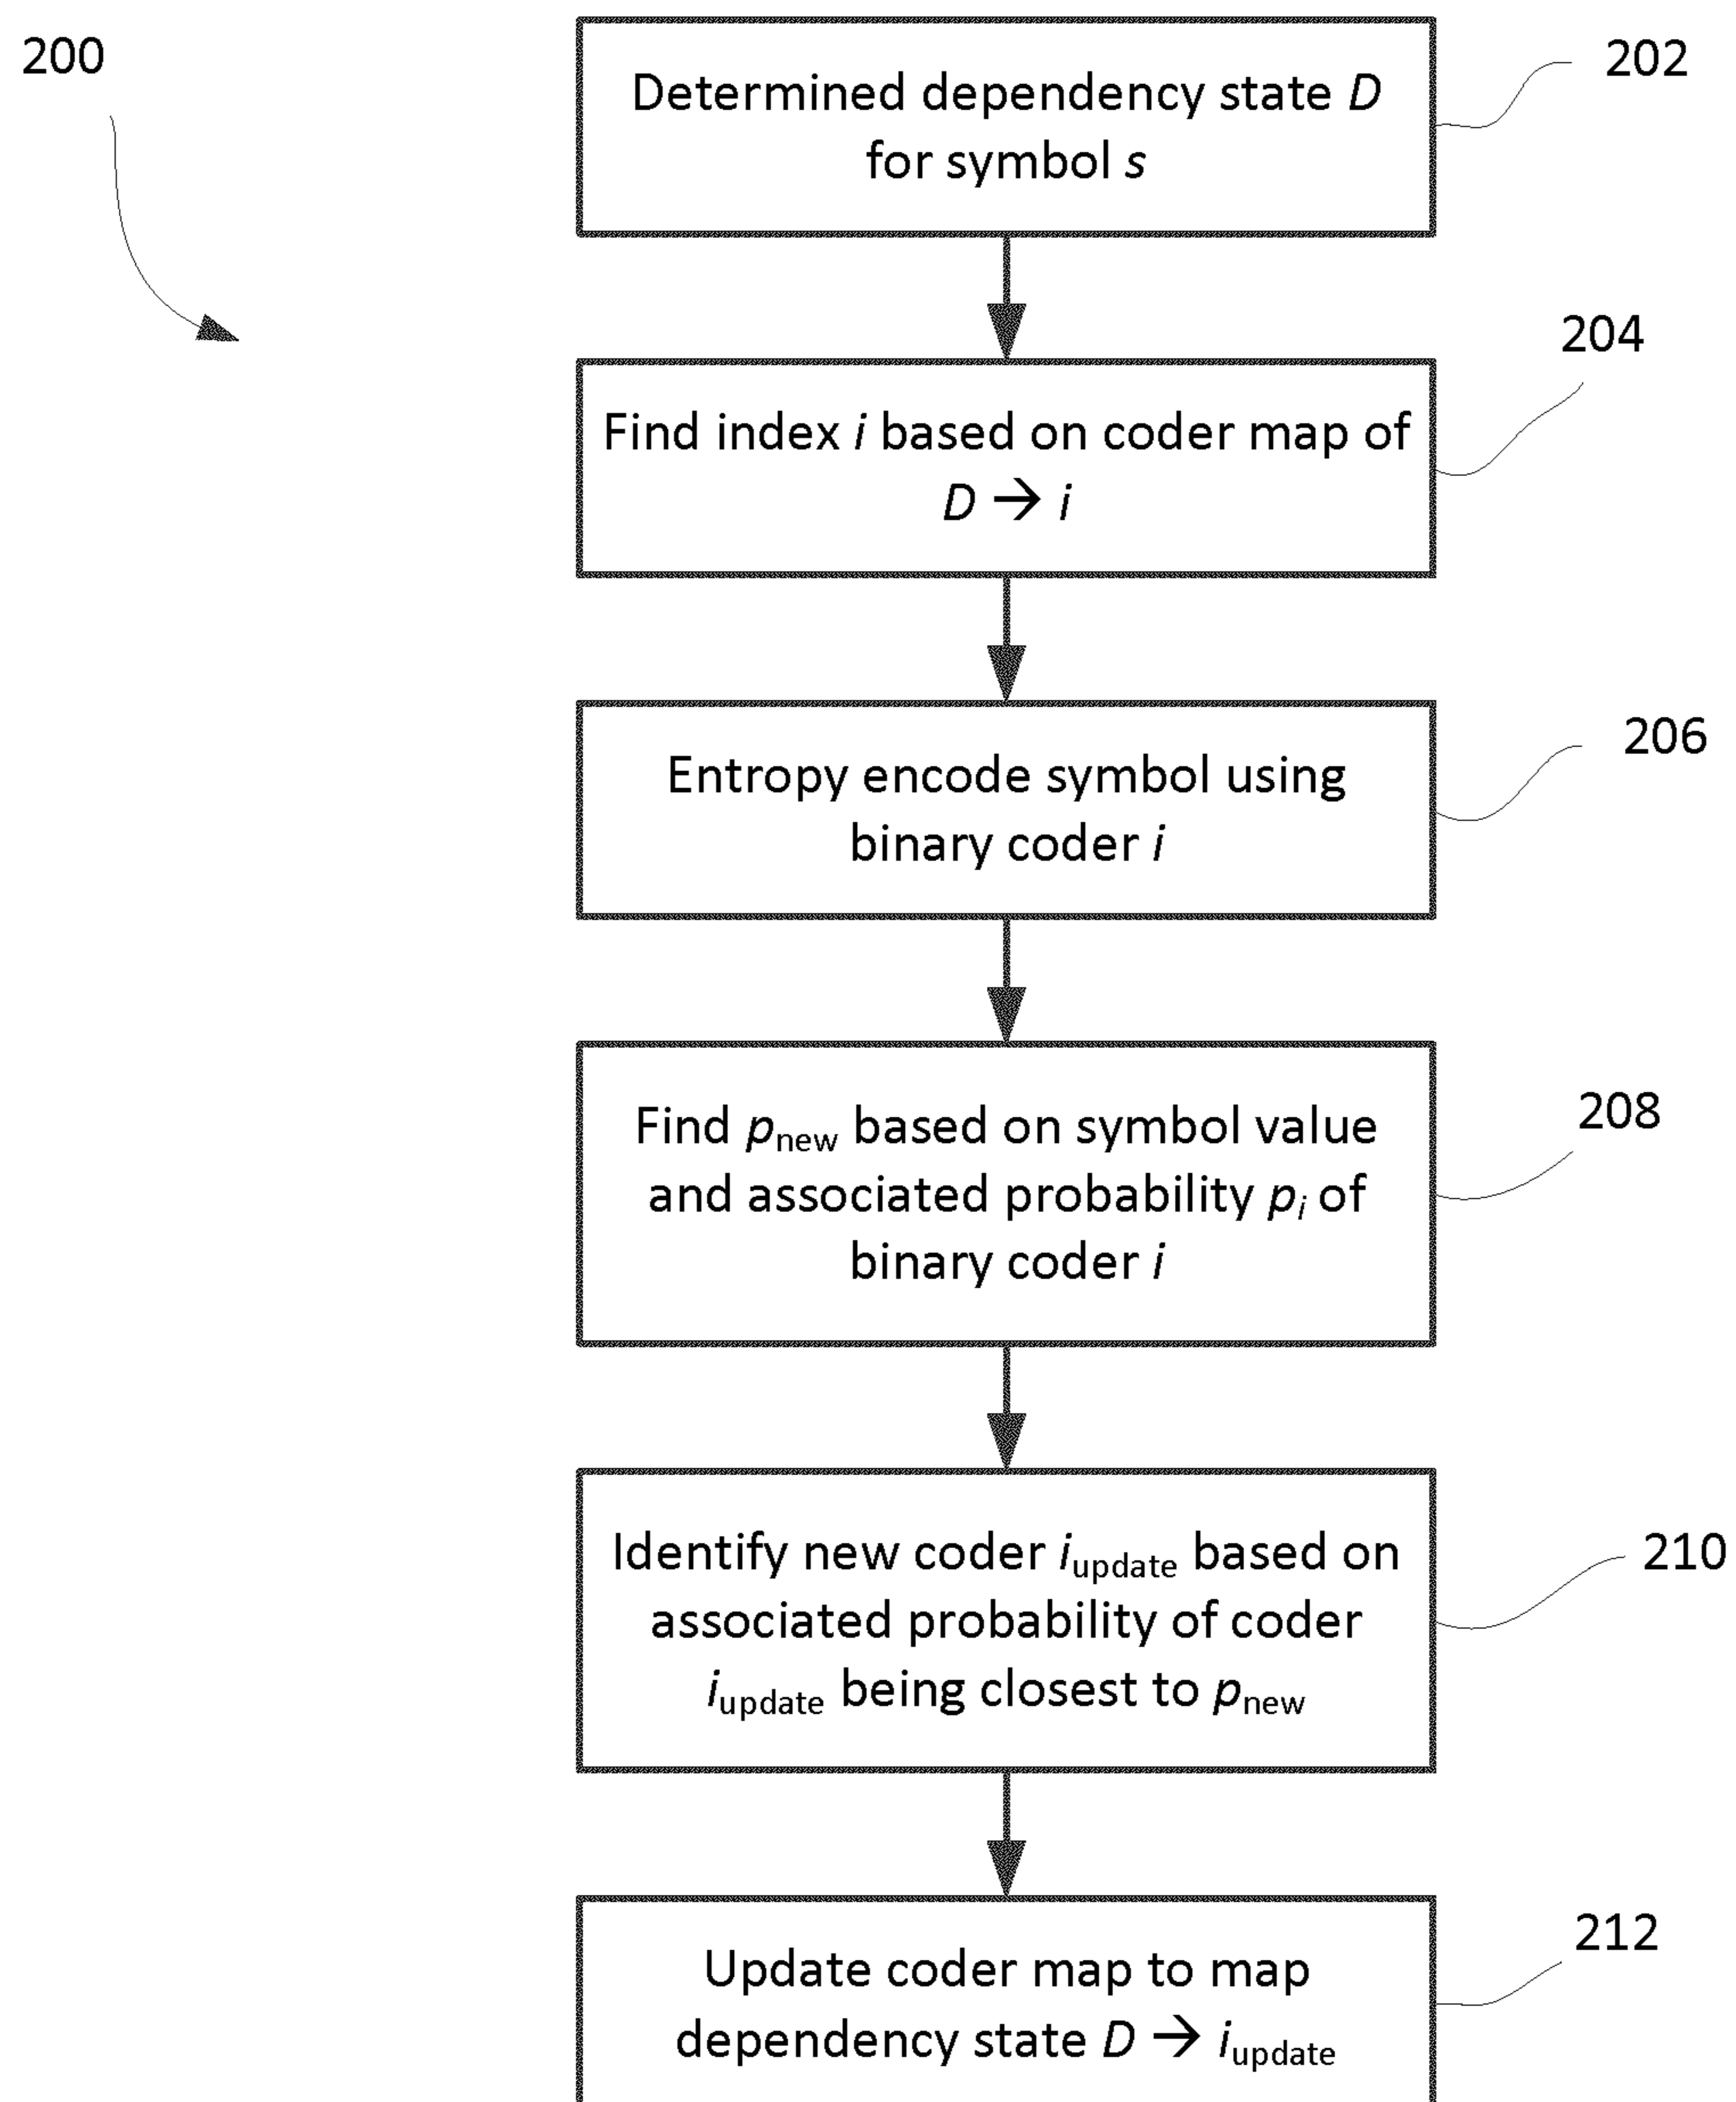 200
202
Determined dependency state D
for symbol s
204
Find index i based on coder map of
D → i
206
Entropy encode symbol using
binary coder i
208
Find pnew based on symbol value
and associated probability pi of
binary coder i
210
Identify new coder iupdate based on
associated probability of coder
iupdate being closest to pnew
212
Update coder map to map
dependency state D → iupdate